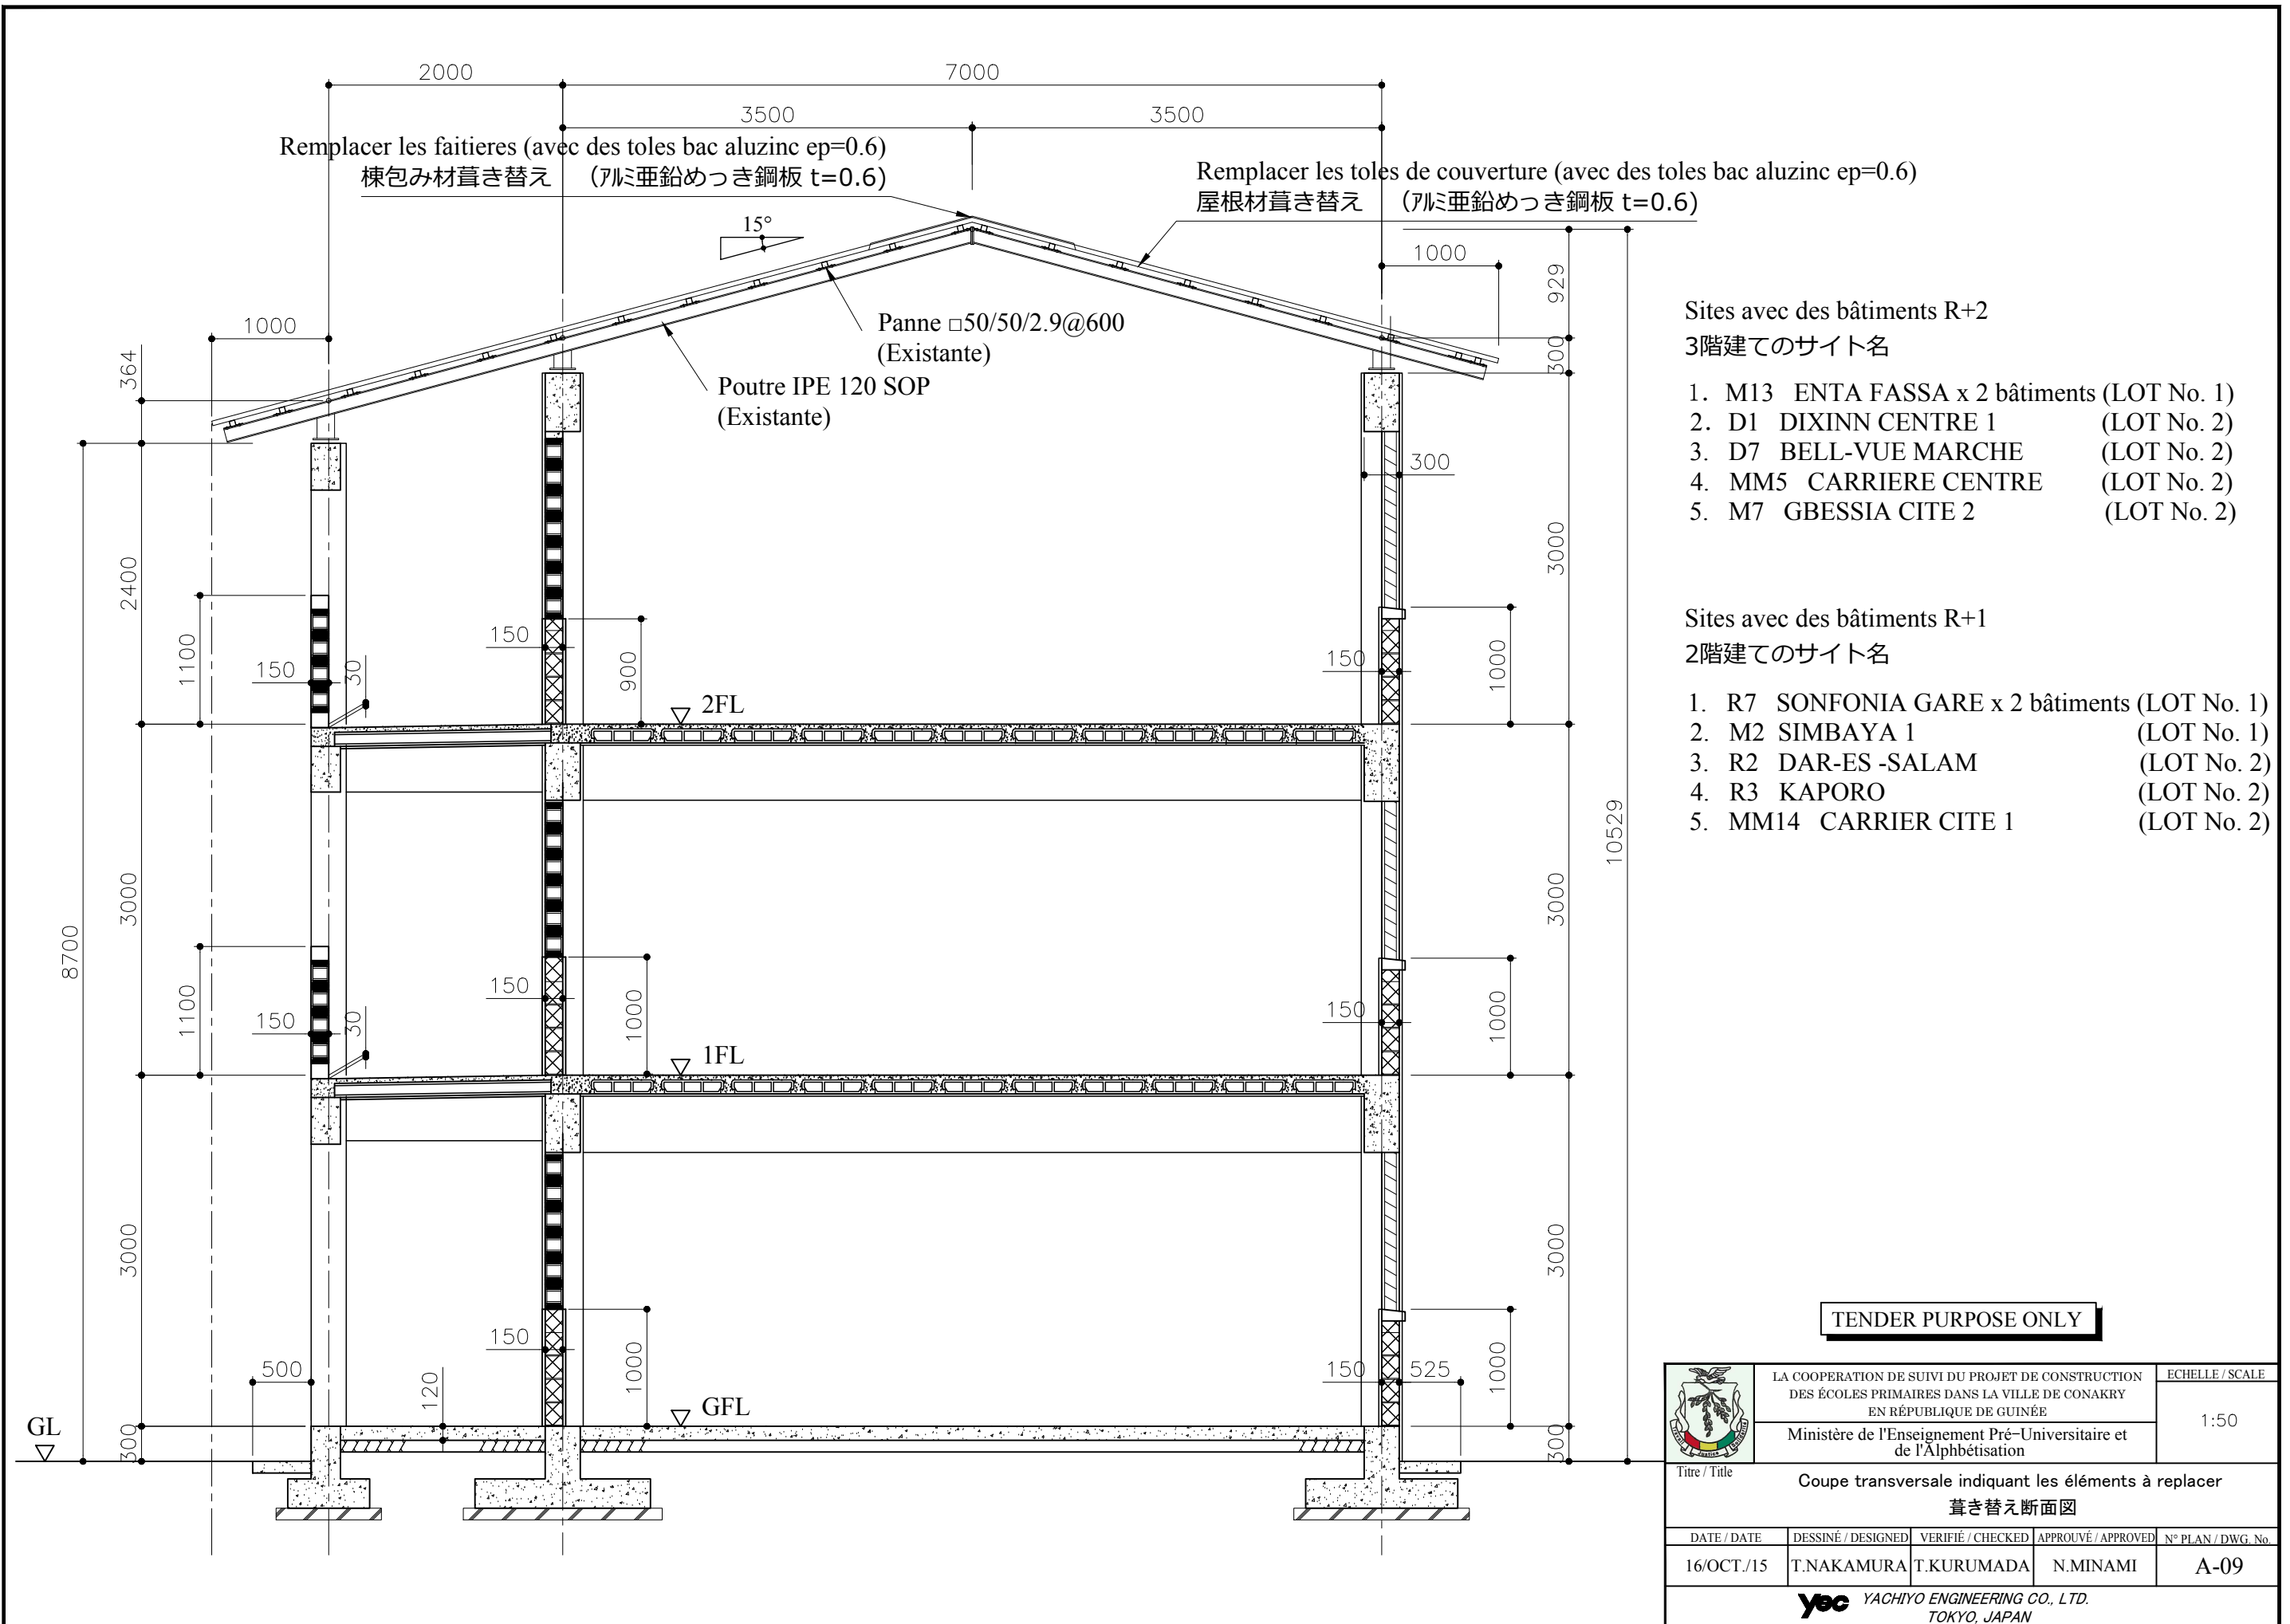 2000
7000
3500
3500
Remplacer les faitieres (avec des toles bac aluzinc ep=0.6)
棟包み材葺き替え (アルミ亜鉛めっき鋼板 t=0.6)
Remplacer les toles de couverture (avec des toles bac aluzinc ep=0.6)
屋根材葺き替え (アルミ亜鉛めっき鋼板 t=0.6)
15°
1000
929
1000
364
300
Panne □50/50/2.9@600
(Existante)
Poutre IPE 120 SOP
(Existante)
300
2400
3000
1100
150
30
150
900
150
1000
2FL
8700
3000
3000
10529
1100
150
30
150
1000
150
1000
1FL
3000
3000
500
120
150
1000
150
525
1000
GFL
GL
300
300
Sites avec des bâtiments R+2
3階建てのサイト名
1. M13 ENTA FASSA x 2 bâtiments (LOT No. 1)
2. D1 DIXINN CENTRE 1 (LOT No. 2)
3. D7 BELL-VUE MARCHE (LOT No. 2)
4. MM5 CARRIERE CENTRE (LOT No. 2)
5. M7 GBESSIA CITE 2 (LOT No. 2)
Sites avec des bâtiments R+1
2階建てのサイト名
1. R7 SONFONIA GARE x 2 bâtiments (LOT No. 1)
2. M2 SIMBAYA 1 (LOT No. 1)
3. R2 DAR-ES -SALAM (LOT No. 2)
4. R3 KAPORO (LOT No. 2)
5. MM14 CARRIER CITE 1 (LOT No. 2)
TENDER PURPOSE ONLY
LA COOPERATION DE SUIVI DU PROJET DE CONSTRUCTION
DES ÉCOLES PRIMAIRES DANS LA VILLE DE CONAKRY
EN RÉPUBLIQUE DE GUINÉE
Ministère de l'Enseignement Pré-Universitaire et
de l'Alphbétisation
ECHELLE / SCALE
1:50
Titre / Title
Coupe transversale indiquant les éléments à replacer
葺き替え断面図
DATE / DATE
DESSINÉ / DESIGNED
VERIFIÉ / CHECKED
APPROUVÉ / APPROVED
N° PLAN / DWG. No.
16/OCT./15
T.NAKAMURA
T.KURUMADA
N.MINAMI
A-09
yec YACHIYO ENGINEERING CO., LTD.
TOKYO, JAPAN